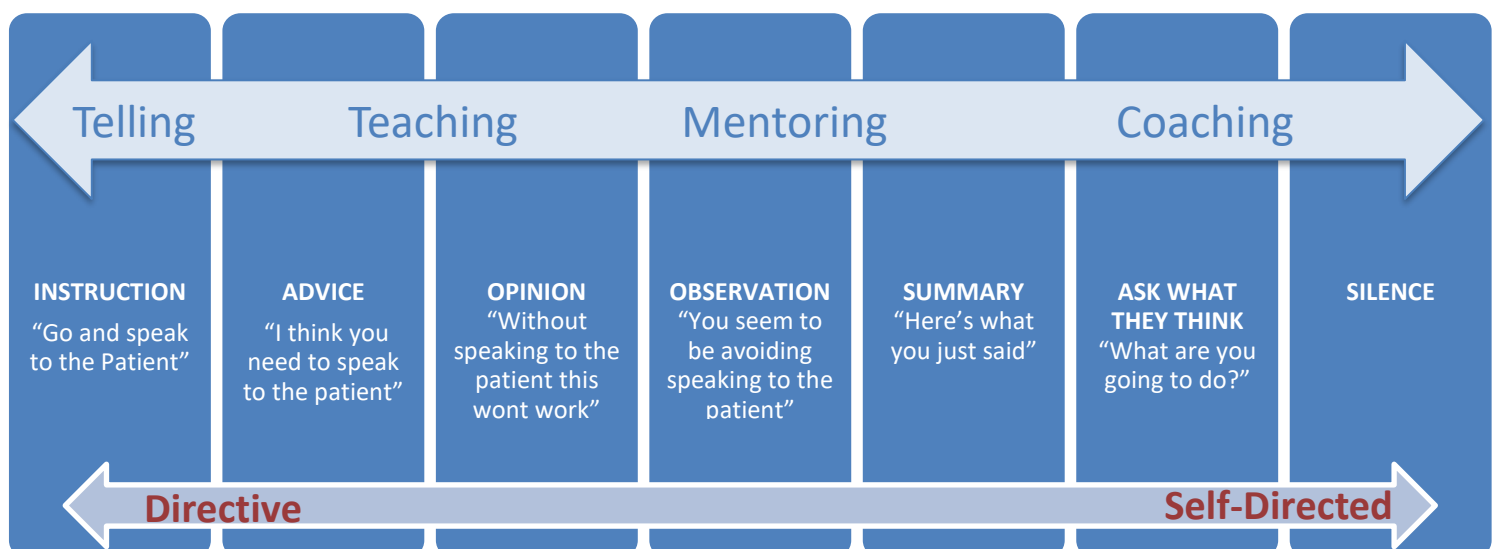 Telling
Teaching
Mentoring
Coaching
INSTRUCTION
“Go and speak
to the Patient”
ADVICE
“I think you
need to speak
to the patient”
OPINION
“Without
speaking to the
patient this
wont work”
OBSERVATION
“You seem to
be avoiding
speaking to the
patient”
SUMMARY
“Here’s what
you just said”
ASK WHAT
THEY THINK
“What are you
going to do?”
SILENCE
Directive
Self-Directed